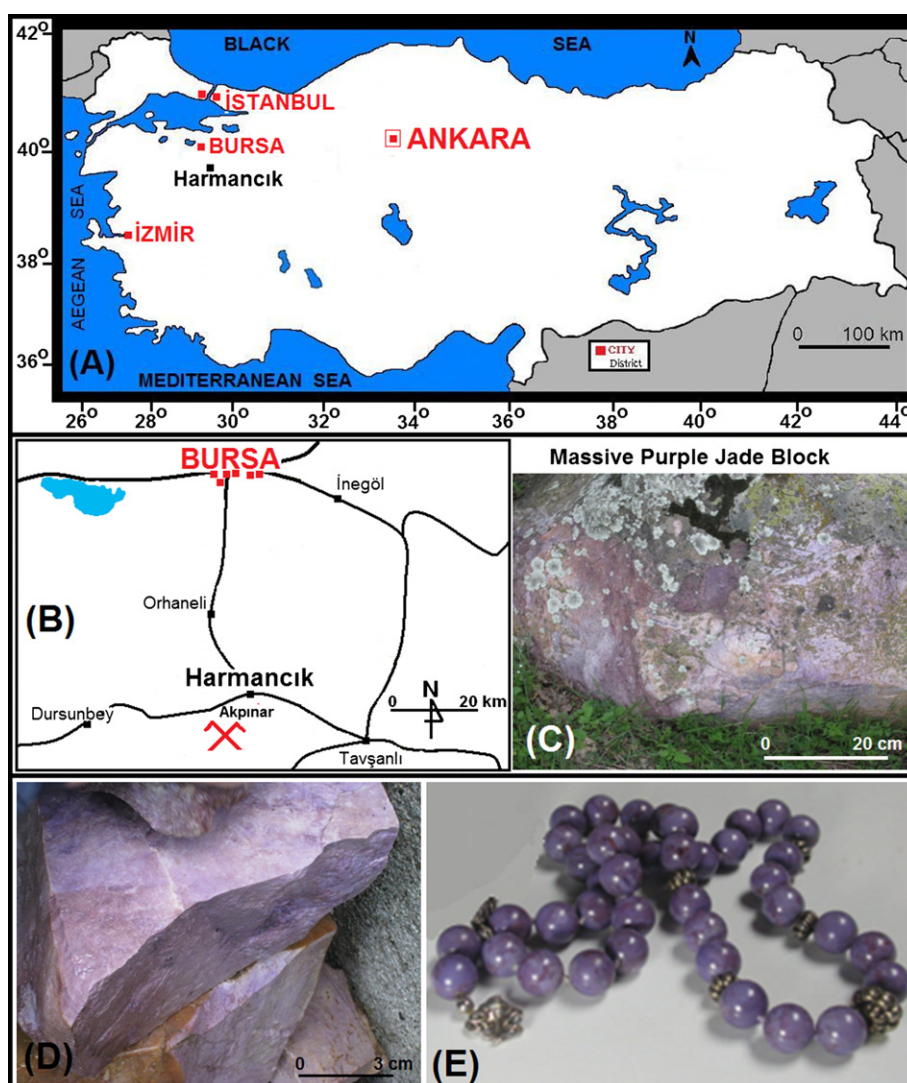 42°
BLACK SEA
N
İSTANBUL
ANKARA
40°
BURSA
Harmancık
AEGEAN SEA
İZMİR
38°
0 100 km
CITY
District
36°
(A)
MEDITERRANEAN SEA
26° 28° 30° 32° 34° 36° 38° 40° 42° 44°
BURSA
İnegöl
(B)
Orhaneli
Harmancık
0 20 km
N
Dursunbey
Akpınar
Tavşanlı
Massive Purple Jade Block
(C)
0 20 cm
(D)
0 3 cm
(E)